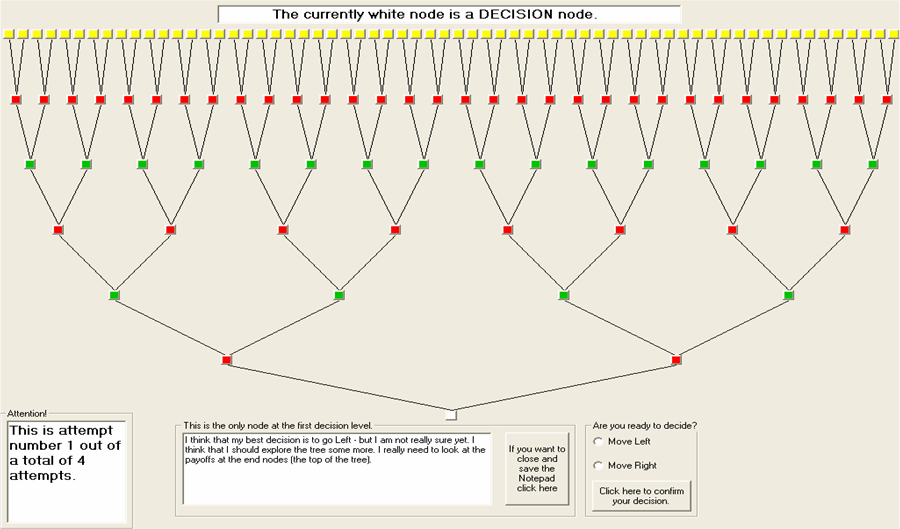 The currently white node is a DECISION node.
Attention!
This is attempt
number 1 out of
a total of 4
attempts.
This is the only node at the first decision level.
I think that my best decision is to go Left - but I am not really sure yet. I
think that I should explore the tree some more. I really need to look at the
payoffs at the end nodes (the top of the tree).
If you want to
close and
save the
Notepad
click here
Are you ready to decide?
Move Left
Move Right
Click here to confirm
your decision.